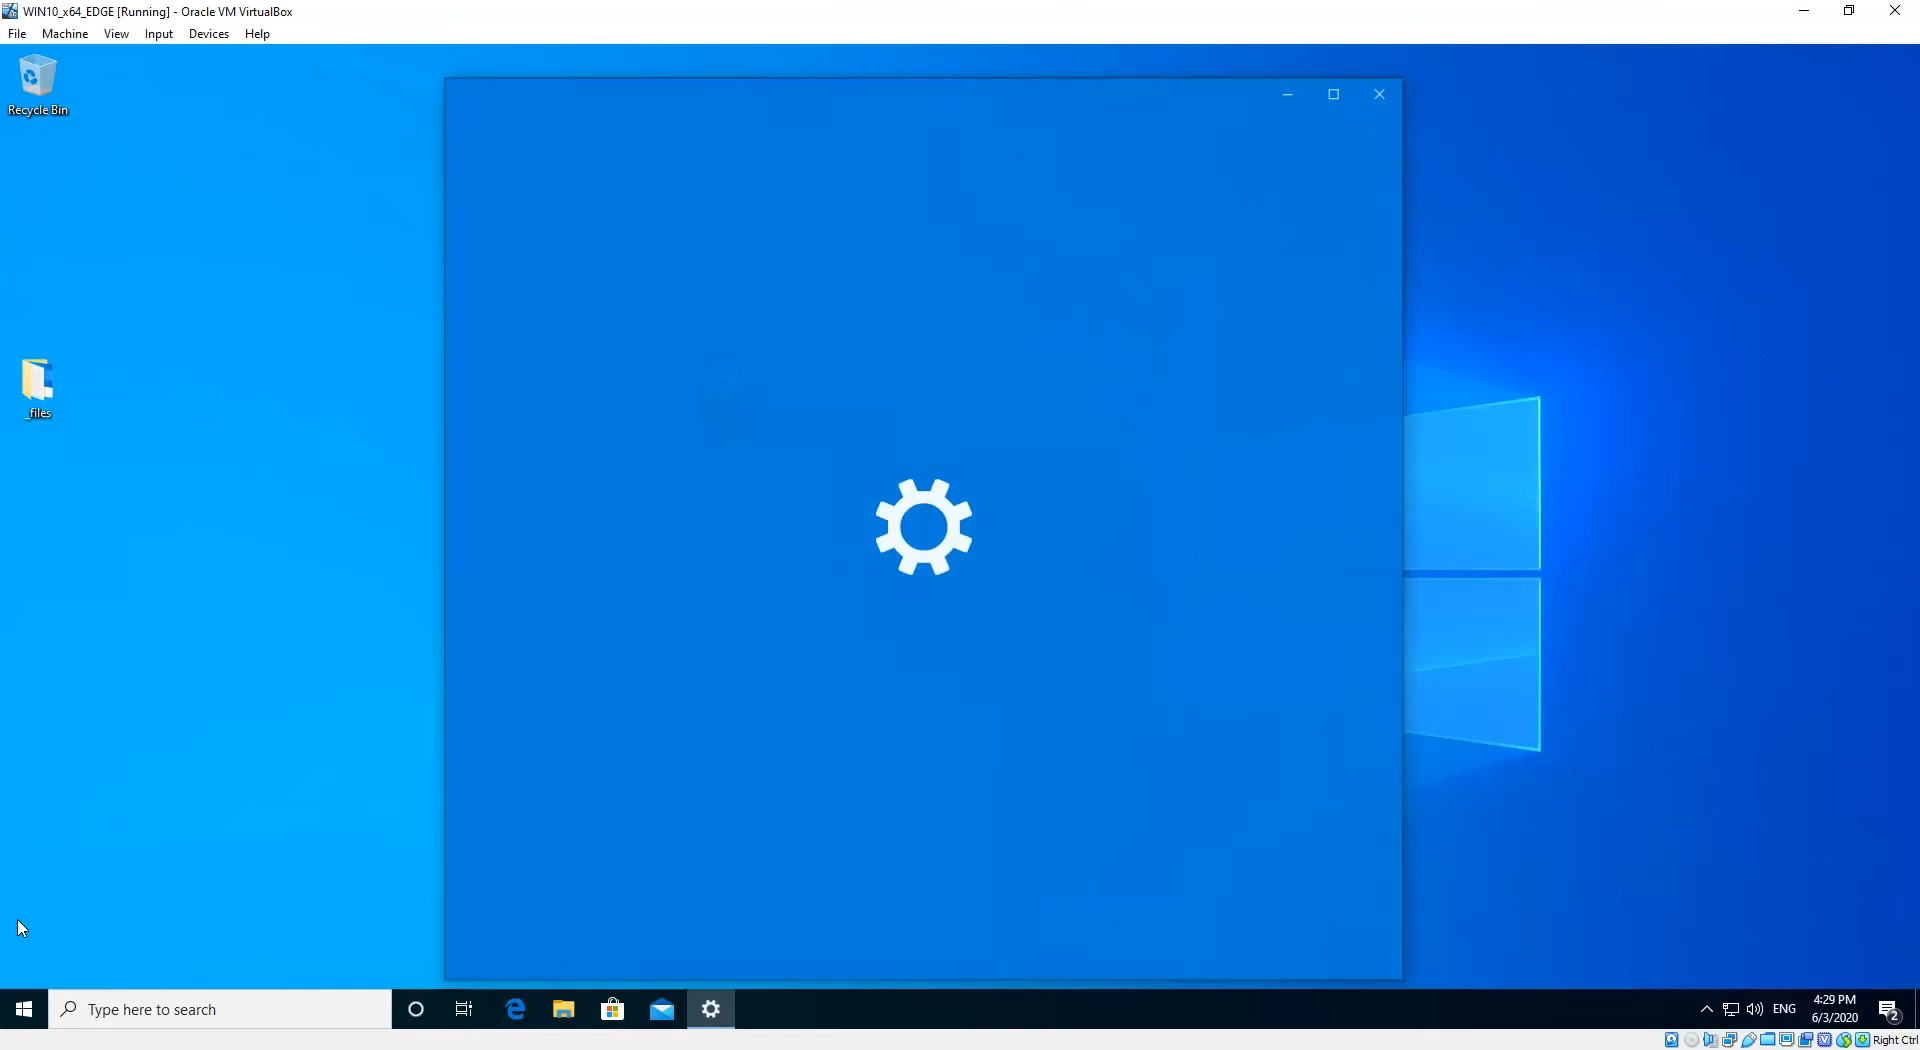 WIN10_x64_EDGE [Running] - Oracle VM VirtualBox
File Machine View Input Devices Help
Recycle Bin
_files
Type here to search
ENG
4:29 PM
6/3/2020
2
Right Ctrl